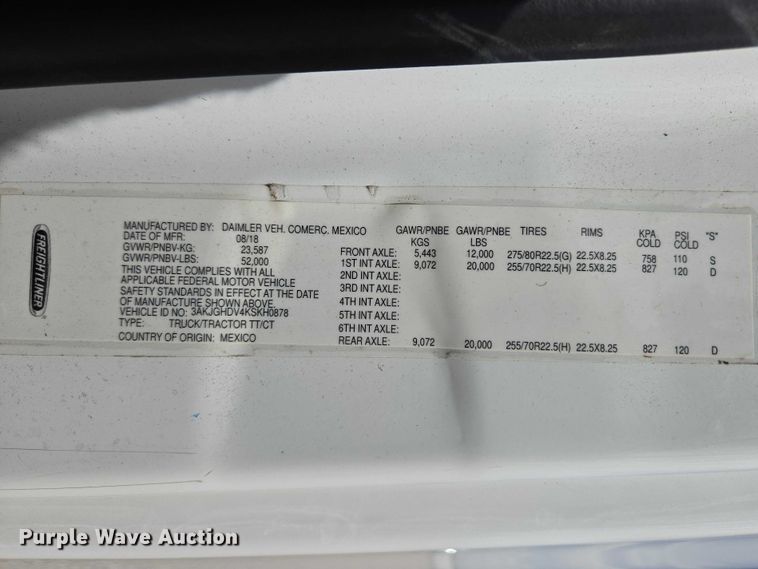 FREIGHTLINER
MANUFACTURED BY: DAIMLER VEH. COMERC. MEXICO
DATE OF MFR: 08/18
GVWR/PNBV-KG: 23,587
GVWR/PNBV-LBS: 52,000
THIS VEHICLE COMPLIES WITH ALL
APPLICABLE FEDERAL MOTOR VEHICLE
SAFETY STANDARDS IN EFFECT AT THE DATE
OF MANUFACTURE SHOWN ABOVE.
VEHICLE ID NO: 3AKJGHDV4KSKH0878
TYPE: TRUCK/TRACTOR TT/CT
COUNTRY OF ORIGIN: MEXICO
GAWR/PNBE GAWR/PNBE TIRES RIMS KPA PSI "S"
KGS LBS COLD COLD
FRONT AXLE: 5,443 12,000 275/80R22.5(G) 22.5X8.25 758 110 S
1ST INT AXLE: 9,072 20,000 255/70R22.5(H) 22.5X8.25 827 120 D
2ND INT AXLE:
3RD INT AXLE:
4TH INT AXLE:
5TH INT AXLE:
6TH INT AXLE:
REAR AXLE: 9,072 20,000 255/70R22.5(H) 22.5X8.25 827 120 D
Purple Wave Auction